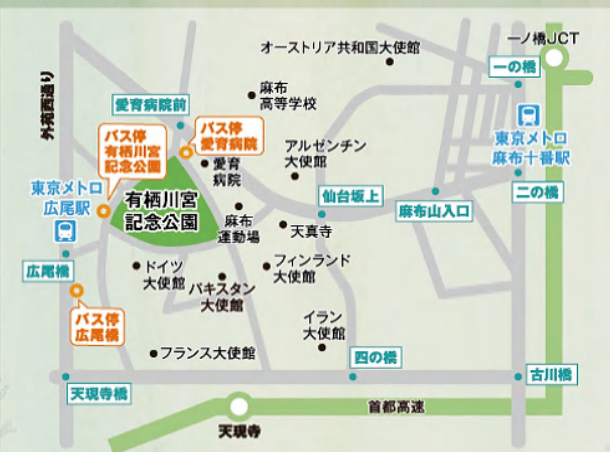 一ノ橋JCT
オーストリア共和国大使館
一の橋
外苑西通り
麻布
高等学校
愛育病院前
バス停
愛育病院
バス停
有栖川宮
記念公園
東京メトロ
麻布十番駅
アルゼンチン
大使館
愛育
病院
東京メトロ
広尾駅
有栖川宮
記念公園
仙台坂上
麻布山入口
二の橋
麻布
運動場
天真寺
広尾橋
ドイツ
大使館
パキスタン
大使館
フィンランド
大使館
バス停
広尾橋
イラン
大使館
フランス大使館
四の橋
古川橋
天現寺橋
首都高速
天現寺